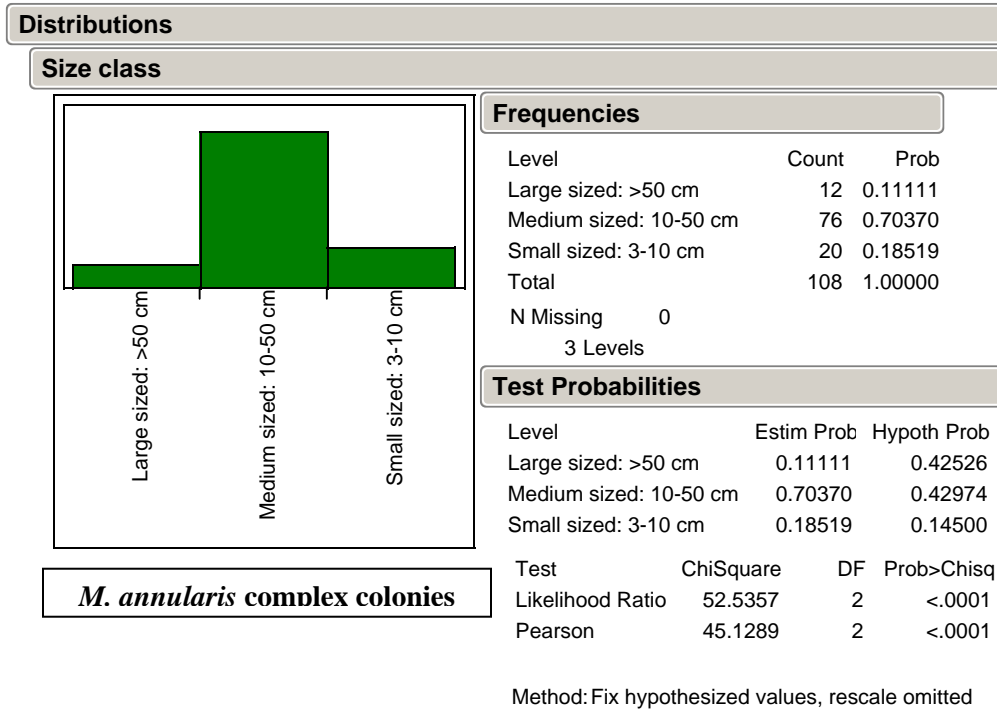 Distributions
Size class
Large sized: >50 cm
Medium sized: 10-50 cm
Small sized: 3-10 cm
Frequencies
Level Count Prob
Large sized: >50 cm 12 0.11111
Medium sized: 10-50 cm 76 0.70370
Small sized: 3-10 cm 20 0.18519
Total 108 1.00000
N Missing 0
3 Levels
Test Probabilities
Level Estim Prob Hypoth Prob
Large sized: >50 cm 0.11111 0.42526
Medium sized: 10-50 cm 0.70370 0.42974
Small sized: 3-10 cm 0.18519 0.14500
Test ChiSquare DF Prob>Chisq
Likelihood Ratio 52.5357 2 <.0001
Pearson 45.1289 2 <.0001
Method: Fix hypothesized values, rescale omitted
M. annularis complex colonies